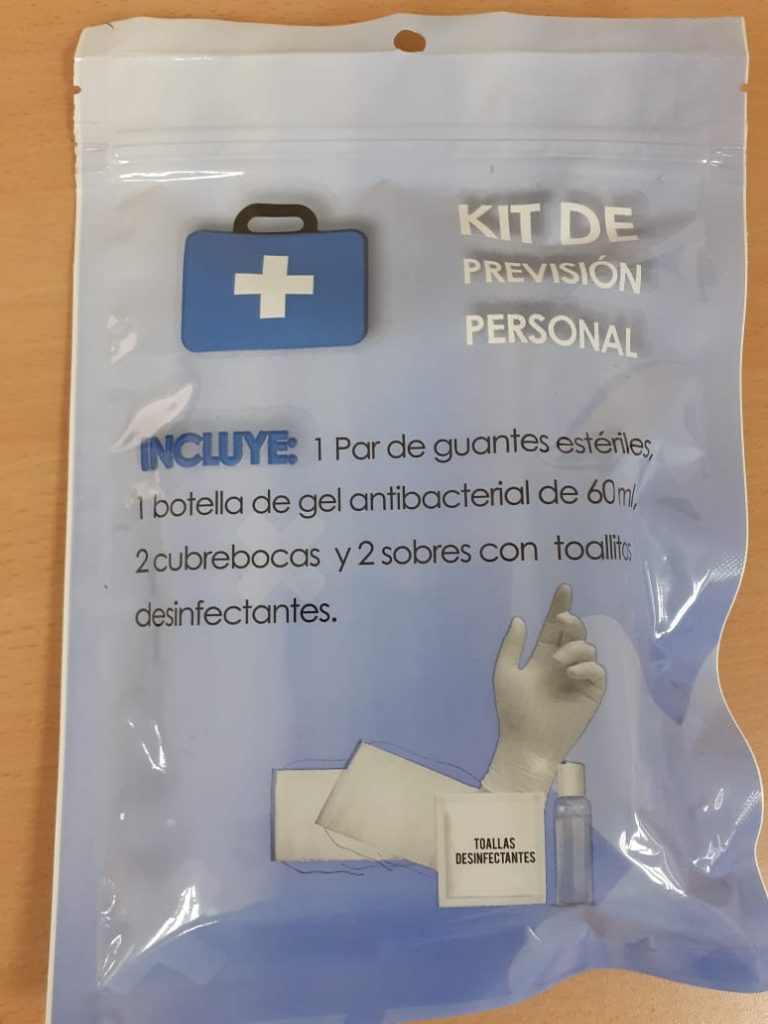 KIT DE
PREVISIÓN
PERSONAL
INCLUYE: 1 Par de guantes estériles,
1 botella de gel antibacterial de 60 ml,
2 cubrebocas y 2 sobres con toallitas
desinfectantes.
TOALLAS
DESINFECTANTES